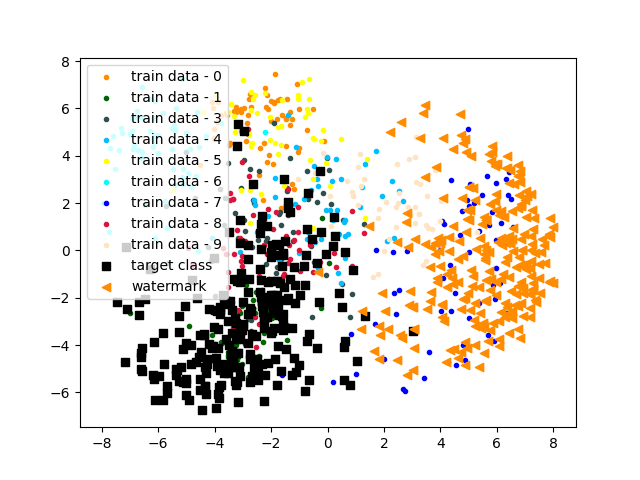 8
6
4
2
0
−2
−4
−6
train data - 0
train data - 1
train data - 3
train data - 4
train data - 5
train data - 6
train data - 7
train data - 8
train data - 9
target class
watermark
−8 −6 −4 −2 0 2 4 6 8